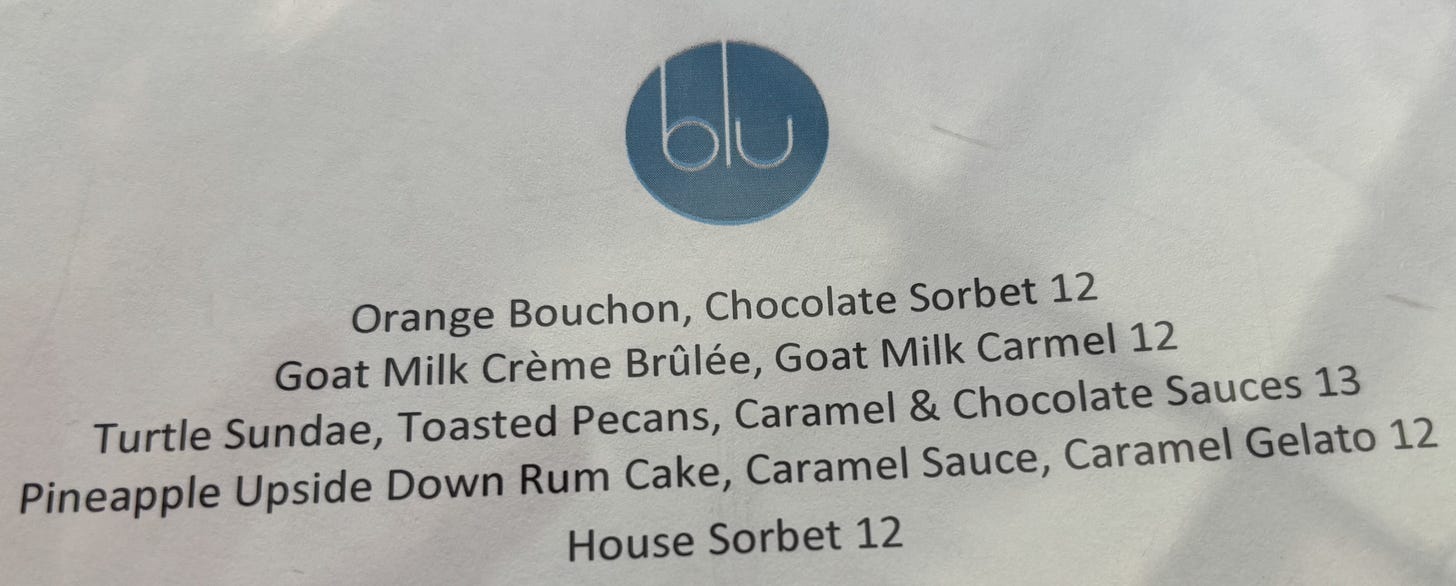 blu
Orange Bouchon, Chocolate Sorbet 12
Goat Milk Crème Brûlée, Goat Milk Carmel 12
Turtle Sundae, Toasted Pecans, Caramel & Chocolate Sauces 13
Pineapple Upside Down Rum Cake, Caramel Sauce, Caramel Gelato 12
House Sorbet 12